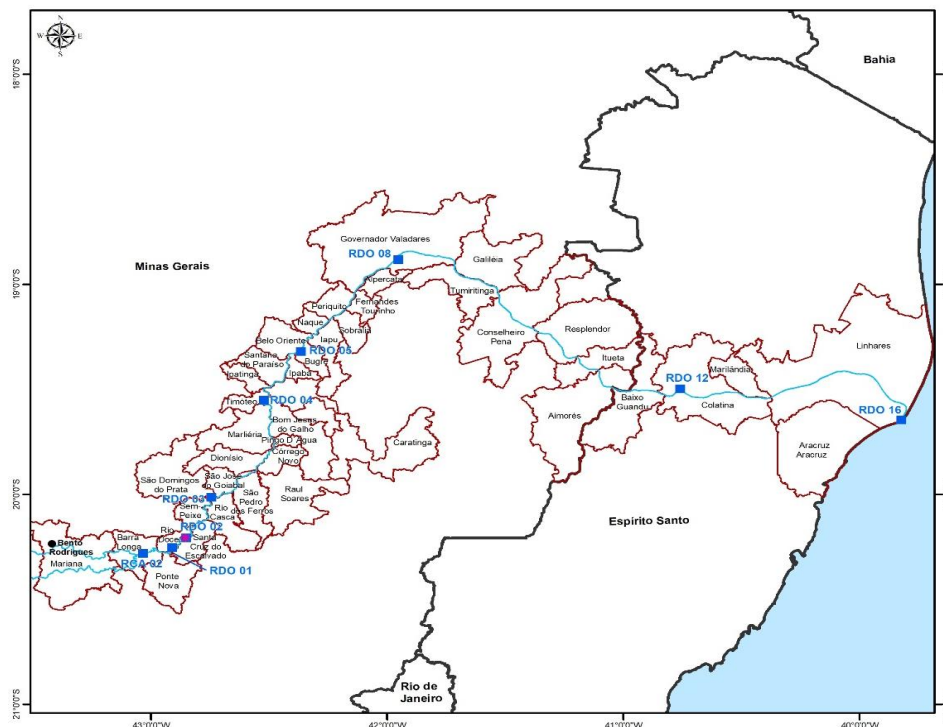 N
W
E
S
Bahia
18°0'0"S
Minas Gerais
Governador Valadares
RDO 08
Galiléia
19°0'0"S
Alpercata
Tumiritinga
Periquito
Fernandes
Tourinho
Naque
Sobrália
Conselheiro
Pena
Resplendor
Belo Oriente
Iapu
RDO 05
Bugre
Santana
do Paraíso
Ipaba
Ipatinga
Itueta
Linhares
Marilândia
RDO 12
Baixo
Guandu
Colatina
RDO 16
Timóteo
RDO 04
Aimorés
Bom Jesus
do Galho
Marliéria
Pingo D'Água
Córrego
Novo
Caratinga
Aracruz
Aracruz
Dionísio
20°0'0"S
São Domingos
do Prata
São José
do Goiabal
RDO 03
São
Pedro
dos Ferros
Raul
Soares
Sem
Peixe
Rio
Casca
Espirito Santo
RDO 02
Bento
Rodrigues
Mariana
Barra
Longa
Rio
Doce
Santa
Cruz do
Escalvado
RCA 02
RDO 01
Ponte
Nova
Rio de
Janeiro
21°0'0"S
43°0'0"W
42°0'0"W
41°0'0"W
40°0'0"W